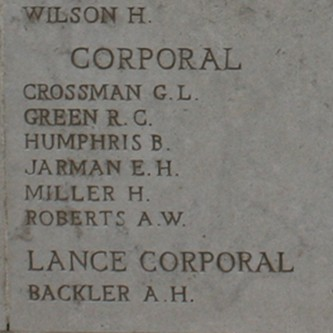 WILSON H.
CORPORAL
CROSSMAN G.L.
GREEN R.C.
HUMPHRIS B.
JARMAN E.H.
MILLER H.
ROBERTS A.W.
LANCE CORPORAL
BACKLER A.H.